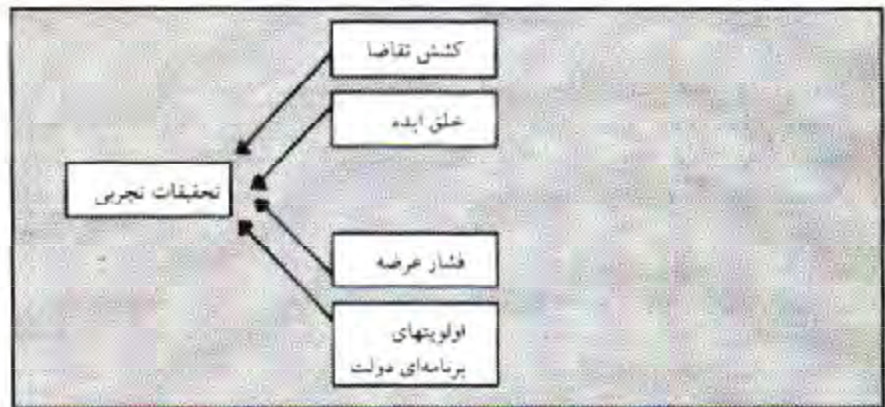 کشش تقاضا
خلق ایده
تحقیقات تجربی
فشار عرضه
اولویتهای
برنامه‌ای دولت